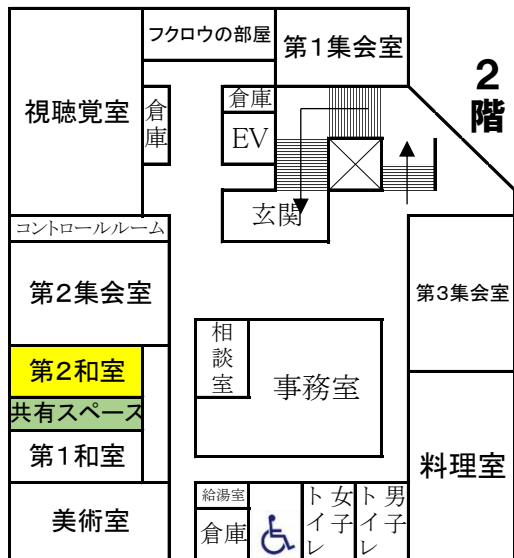 フクロウの部屋
第1集会室
2階
視聴覚室
倉庫
倉庫
EV
玄関
コントロールルーム
第2集会室
第3集会室
相談室
事務室
第2和室
共有スペース
第1和室
料理室
美術室
給湯室
倉庫
女子トイレ
男子トイレ